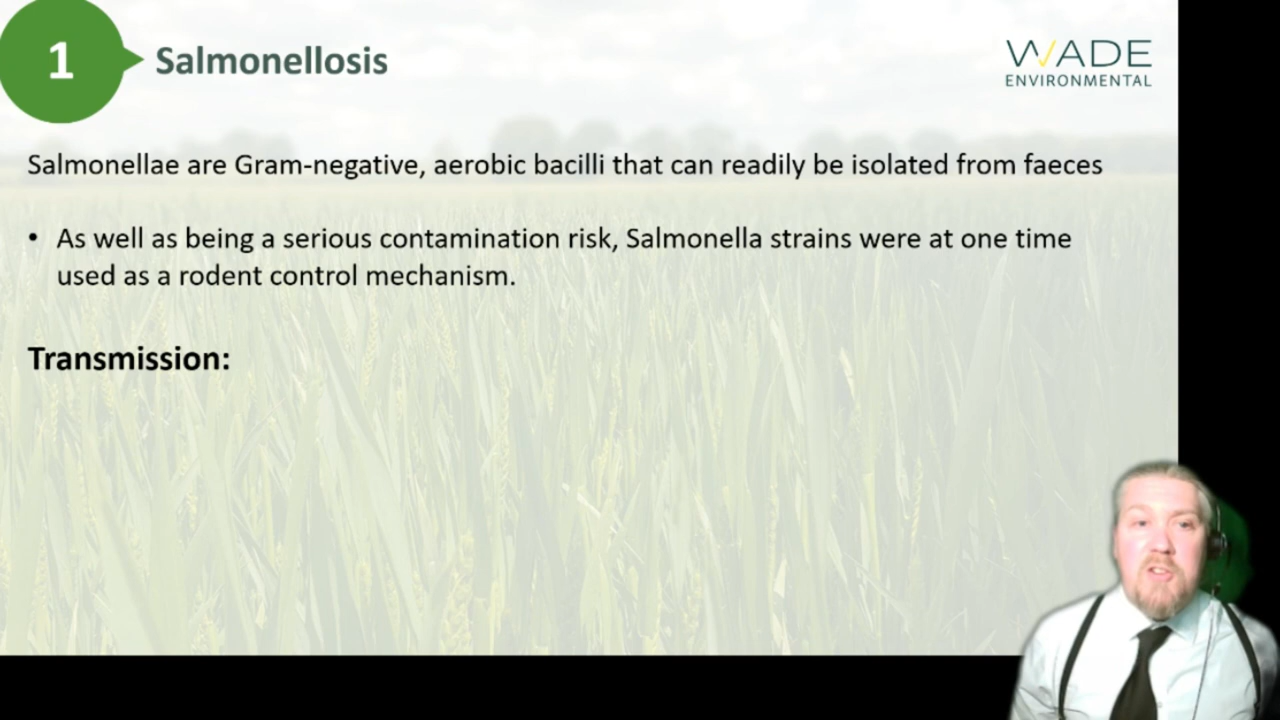 1
Salmonellosis
WADE
ENVIRONMENTAL
Salmonellae are Gram-negative, aerobic bacilli that can readily be isolated from faeces
• As well as being a serious contamination risk, Salmonella strains were at one time
used as a rodent control mechanism.
Transmission: